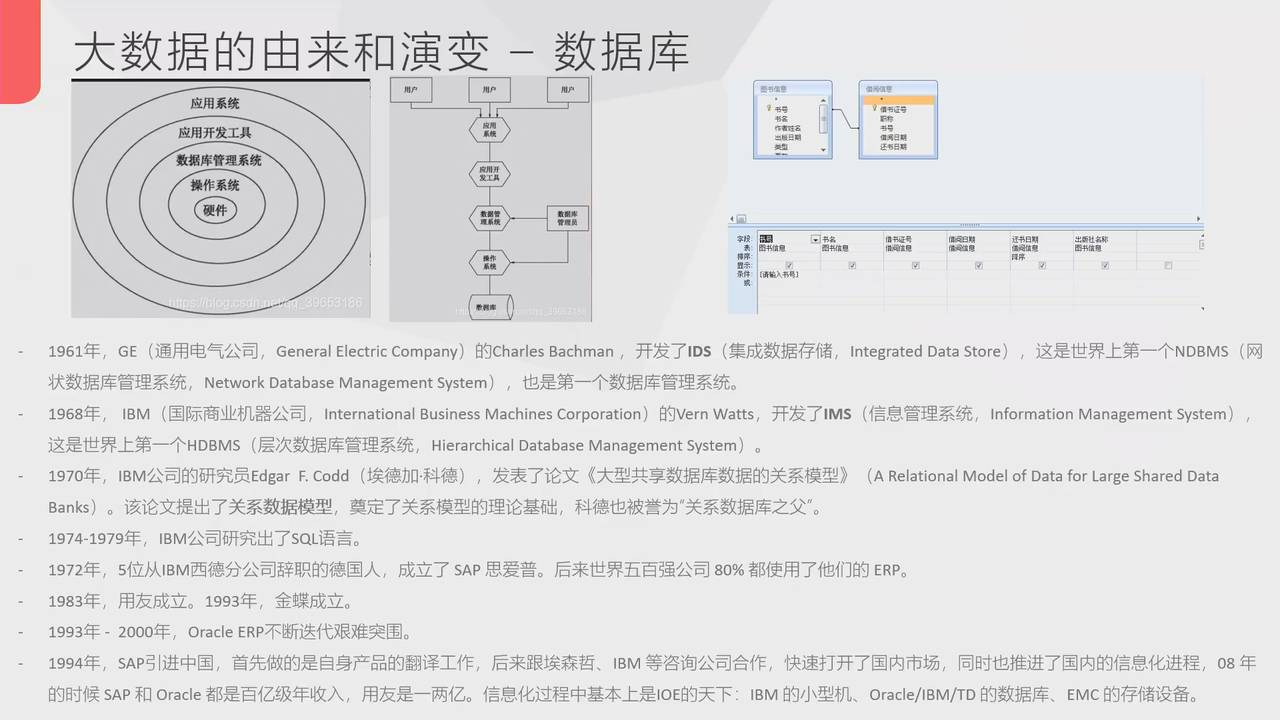 大数据的由来和演变 – 数据库
应用系统
应用开发工具
数据库管理系统
操作系统
硬件
https://blog.csdn.net/qq_39653186
用户
用户
用户
应用
系统
应用开
发工具
数据管
理系统
数据库
管理员
操作
系统
数据库
图书信息
*
书号
书名
作者姓名
出版日期
类型
借阅信息
*
借书证号
职称
书号
借阅日期
还书日期
字段: 书号 书名 借书证号 借阅日期 还书日期 出版社名称
表: 图书信息 图书信息 借阅信息 借阅信息 借阅信息 图书信息
排序: 降序
显示:
条件: [请输入书号]
或:
- 1961年，GE（通用电气公司，General Electric Company）的Charles Bachman ，开发了IDS（集成数据存储，Integrated Data Store），这是世界上第一个NDBMS（网
状数据库管理系统，Network Database Management System），也是第一个数据库管理系统。
- 1968年， IBM（国际商业机器公司，International Business Machines Corporation）的Vern Watts，开发了IMS（信息管理系统，Information Management System），
这是世界上第一个HDBMS（层次数据库管理系统，Hierarchical Database Management System）。
- 1970年，IBM公司的研究员Edgar F. Codd（埃德加·科德），发表了论文《大型共享数据库数据的关系模型》（A Relational Model of Data for Large Shared Data
Banks）。该论文提出了关系数据模型，奠定了关系模型的理论基础，科德也被誉为"关系数据库之父"。
- 1974-1979年，IBM公司研究出了SQL语言。
- 1972年，5位从IBM西德分公司辞职的德国人，成立了 SAP 思爱普。后来世界五百强公司 80% 都使用了他们的 ERP。
- 1983年，用友成立。1993年，金蝶成立。
- 1993年 - 2000年，Oracle ERP不断迭代艰难突围。
- 1994年，SAP引进中国，首先做的是自身产品的翻译工作，后来跟埃森哲、IBM 等咨询公司合作，快速打开了国内市场，同时也推进了国内的信息化进程，08 年
的时候 SAP 和 Oracle 都是百亿级年收入，用友是一两亿。信息化过程中基本上是IOE的天下：IBM 的小型机、Oracle/IBM/TD 的数据库、EMC 的存储设备。